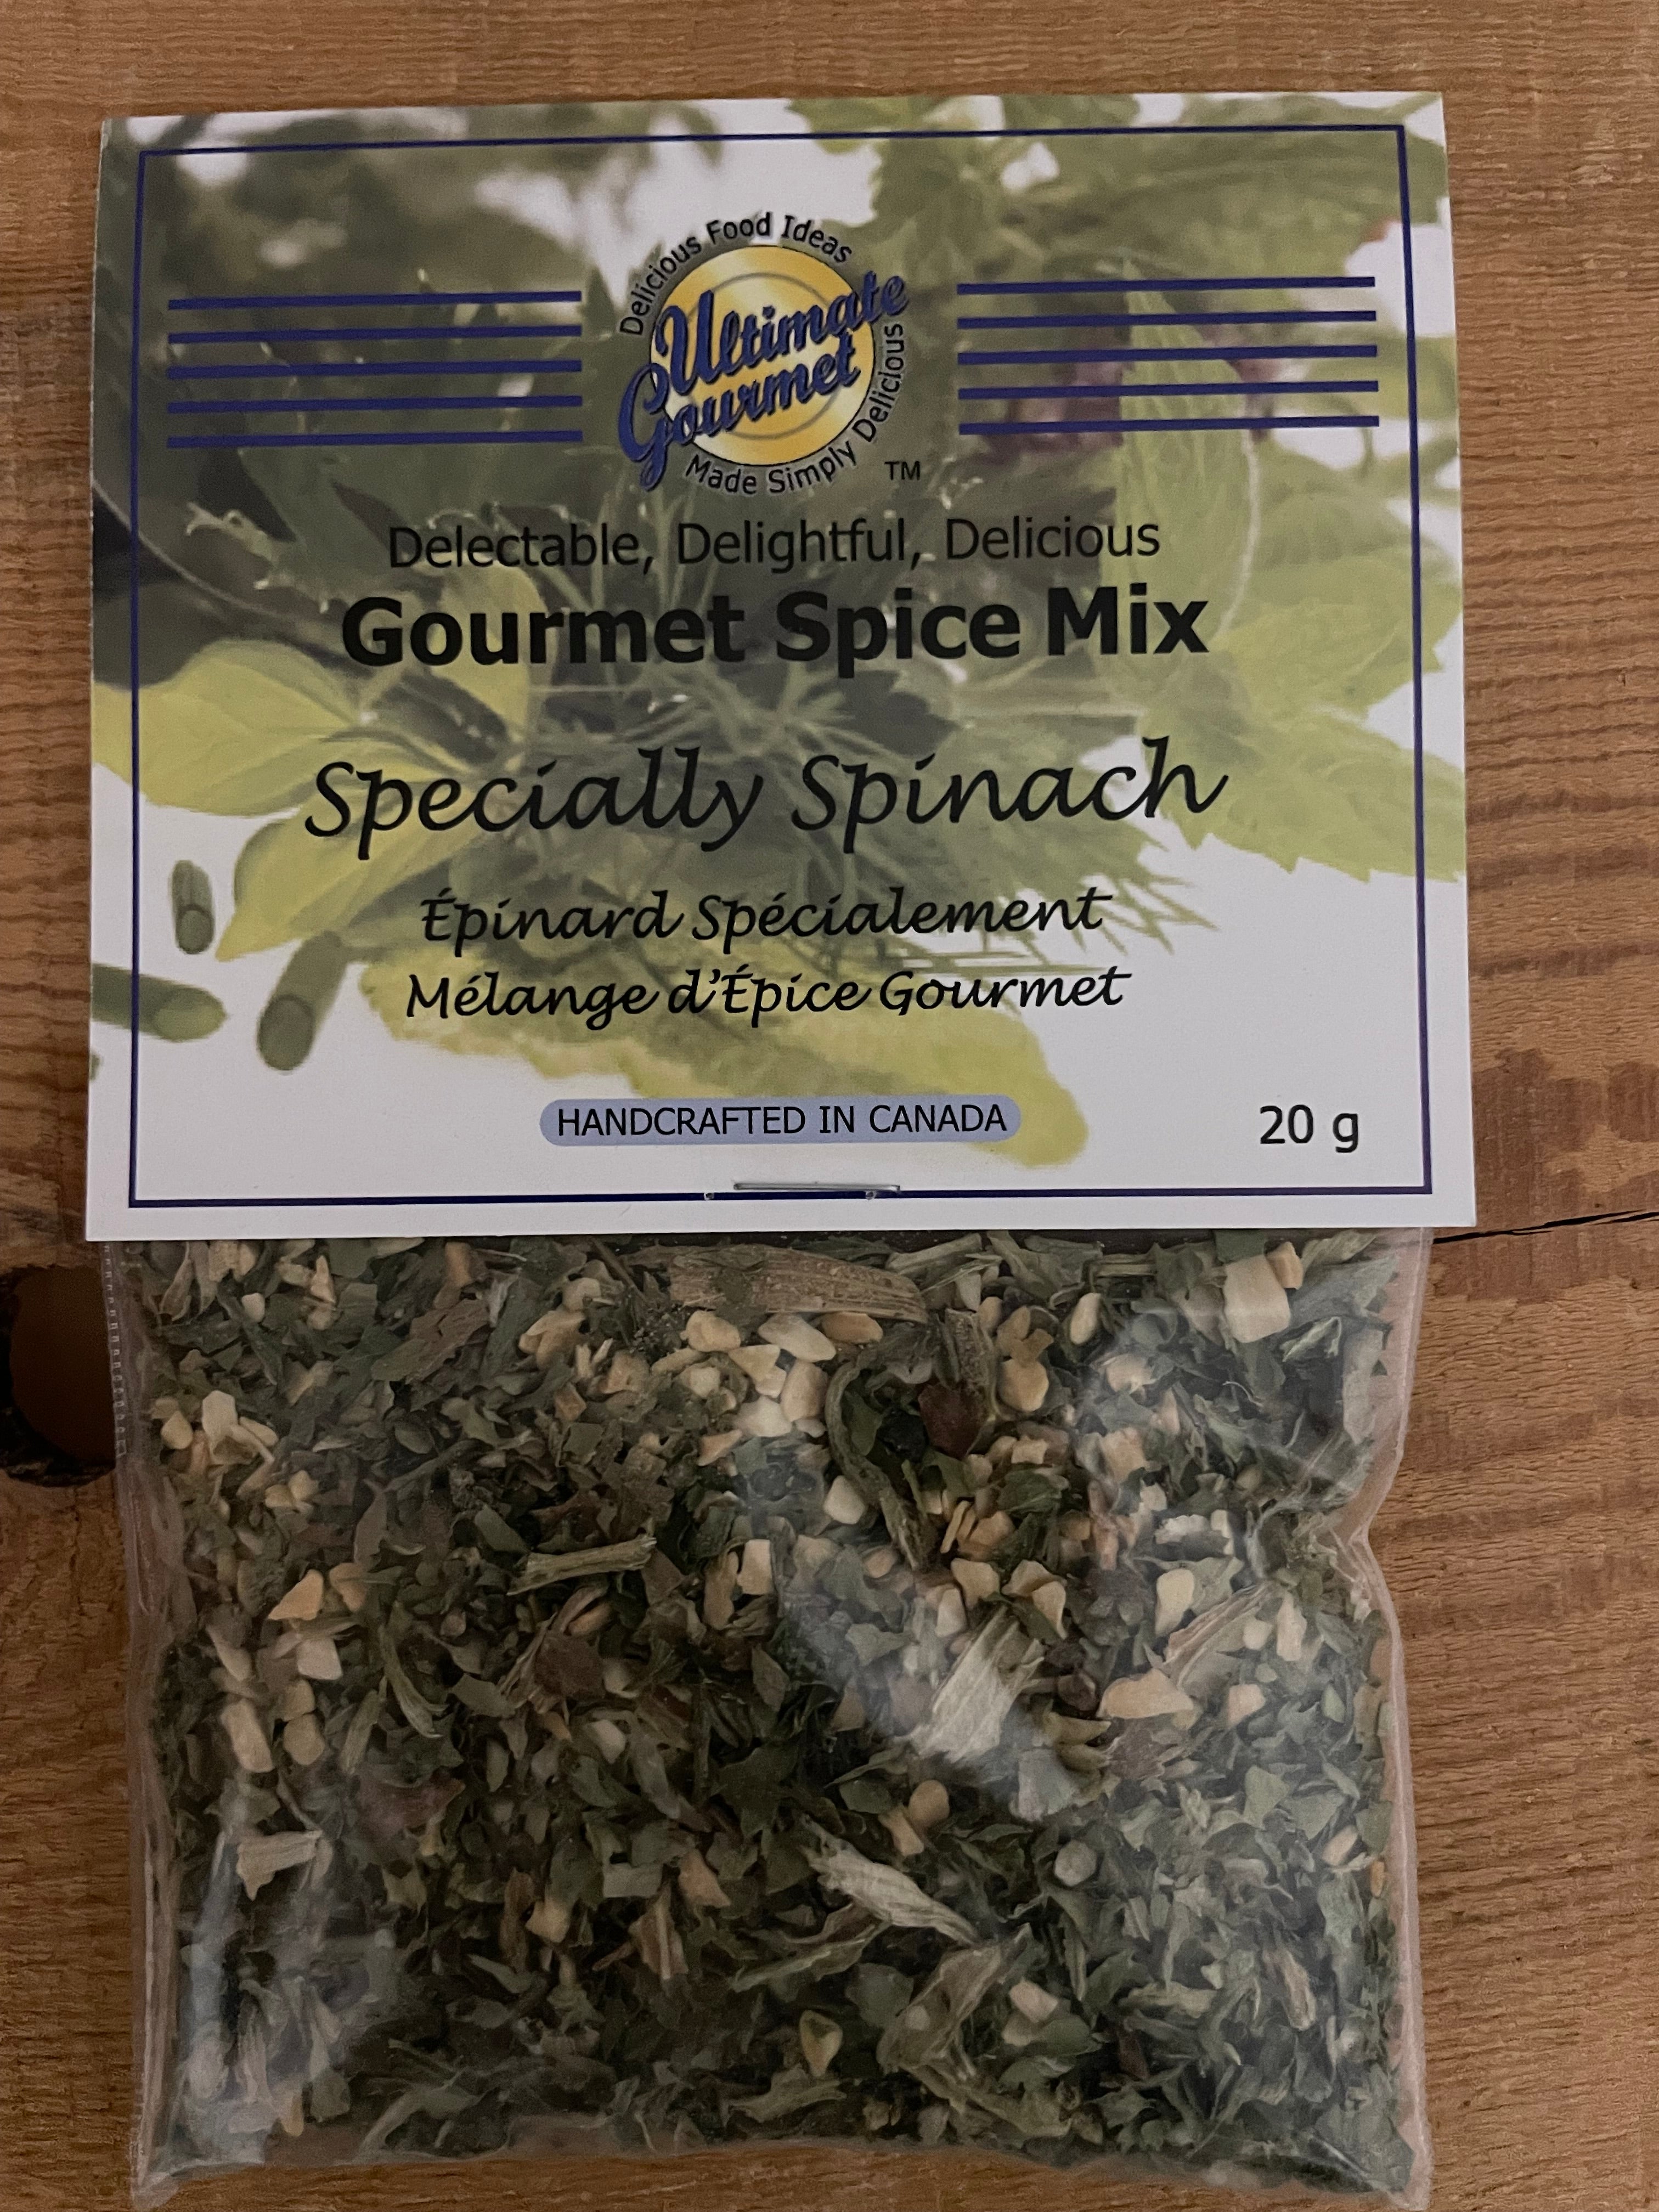 Delicious Food Ideas
Ultimate
Gourmet
Made Simply Delicious
TM
Delectable, Delightful, Delicious
Gourmet Spice Mix
Specially Spinach
Épinard Spécialement
Mélange d'Épice Gourmet
HANDCRAFTED IN CANADA
20 g